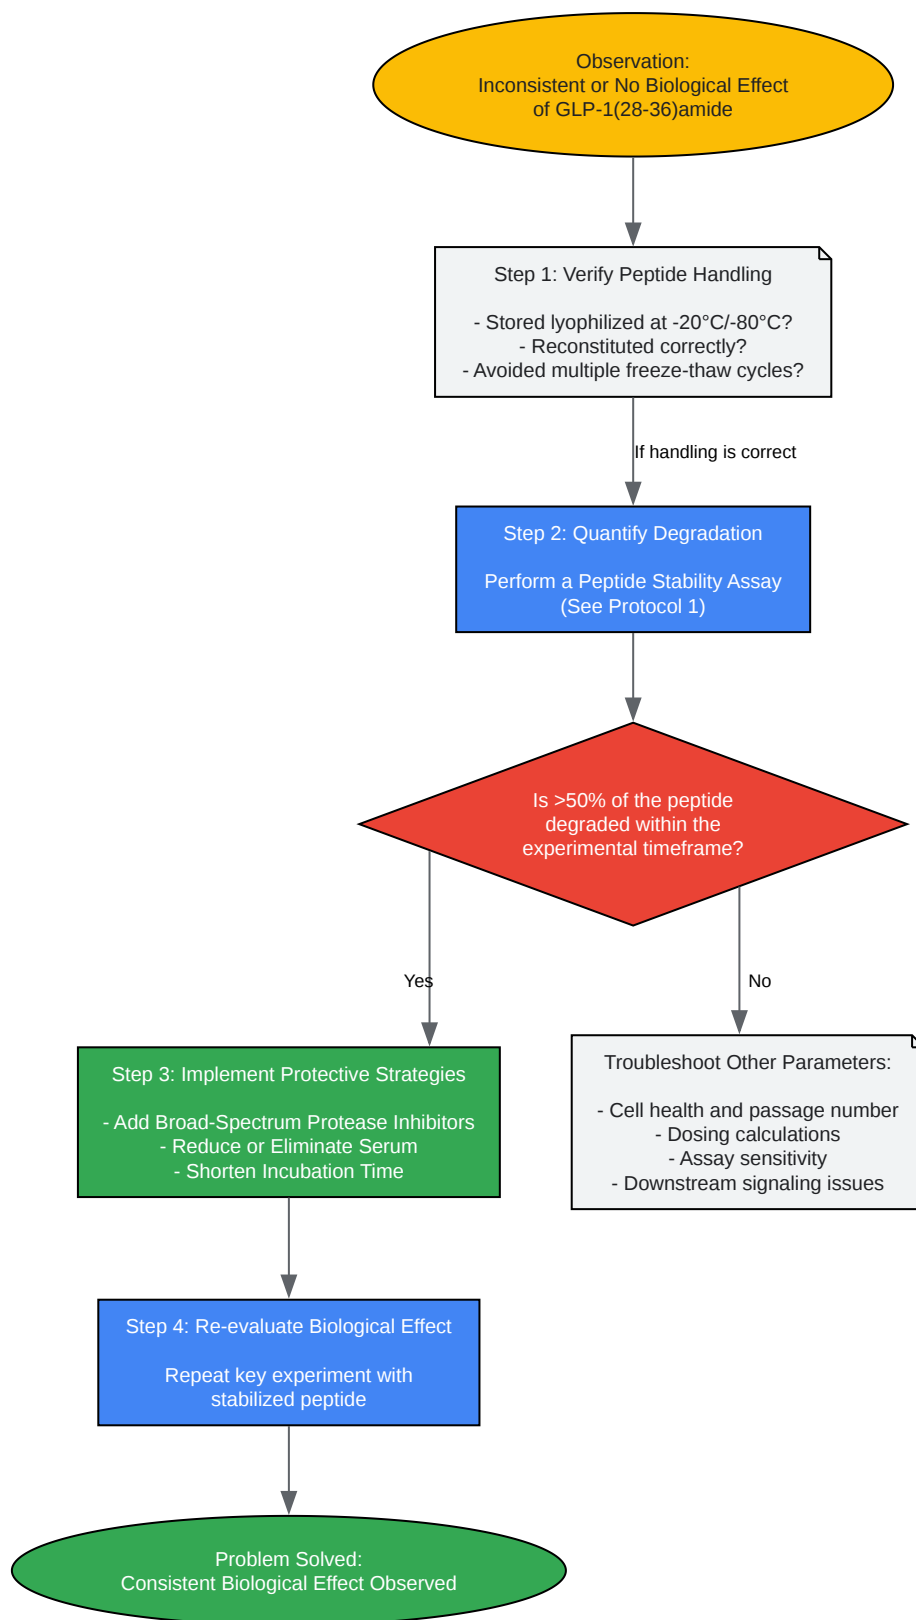 Observation:
Inconsistent or No Biological Effect
of GLP-1(28-36)amide
Step 1: Verify Peptide Handling
- Stored lyophilized at -20°C/-80°C?
- Reconstituted correctly?
- Avoided multiple freeze-thaw cycles?
If handling is correct
Step 2: Quantify Degradation
Perform a Peptide Stability Assay
(See Protocol 1)
Is >50% of the peptide
degraded within the
experimental timeframe?
Yes
No
Step 3: Implement Protective Strategies
- Add Broad-Spectrum Protease Inhibitors
- Reduce or Eliminate Serum
- Shorten Incubation Time
Troubleshoot Other Parameters:
- Cell health and passage number
- Dosing calculations
- Assay sensitivity
- Downstream signaling issues
Step 4: Re-evaluate Biological Effect
Repeat key experiment with
stabilized peptide
Problem Solved:
Consistent Biological Effect Observed